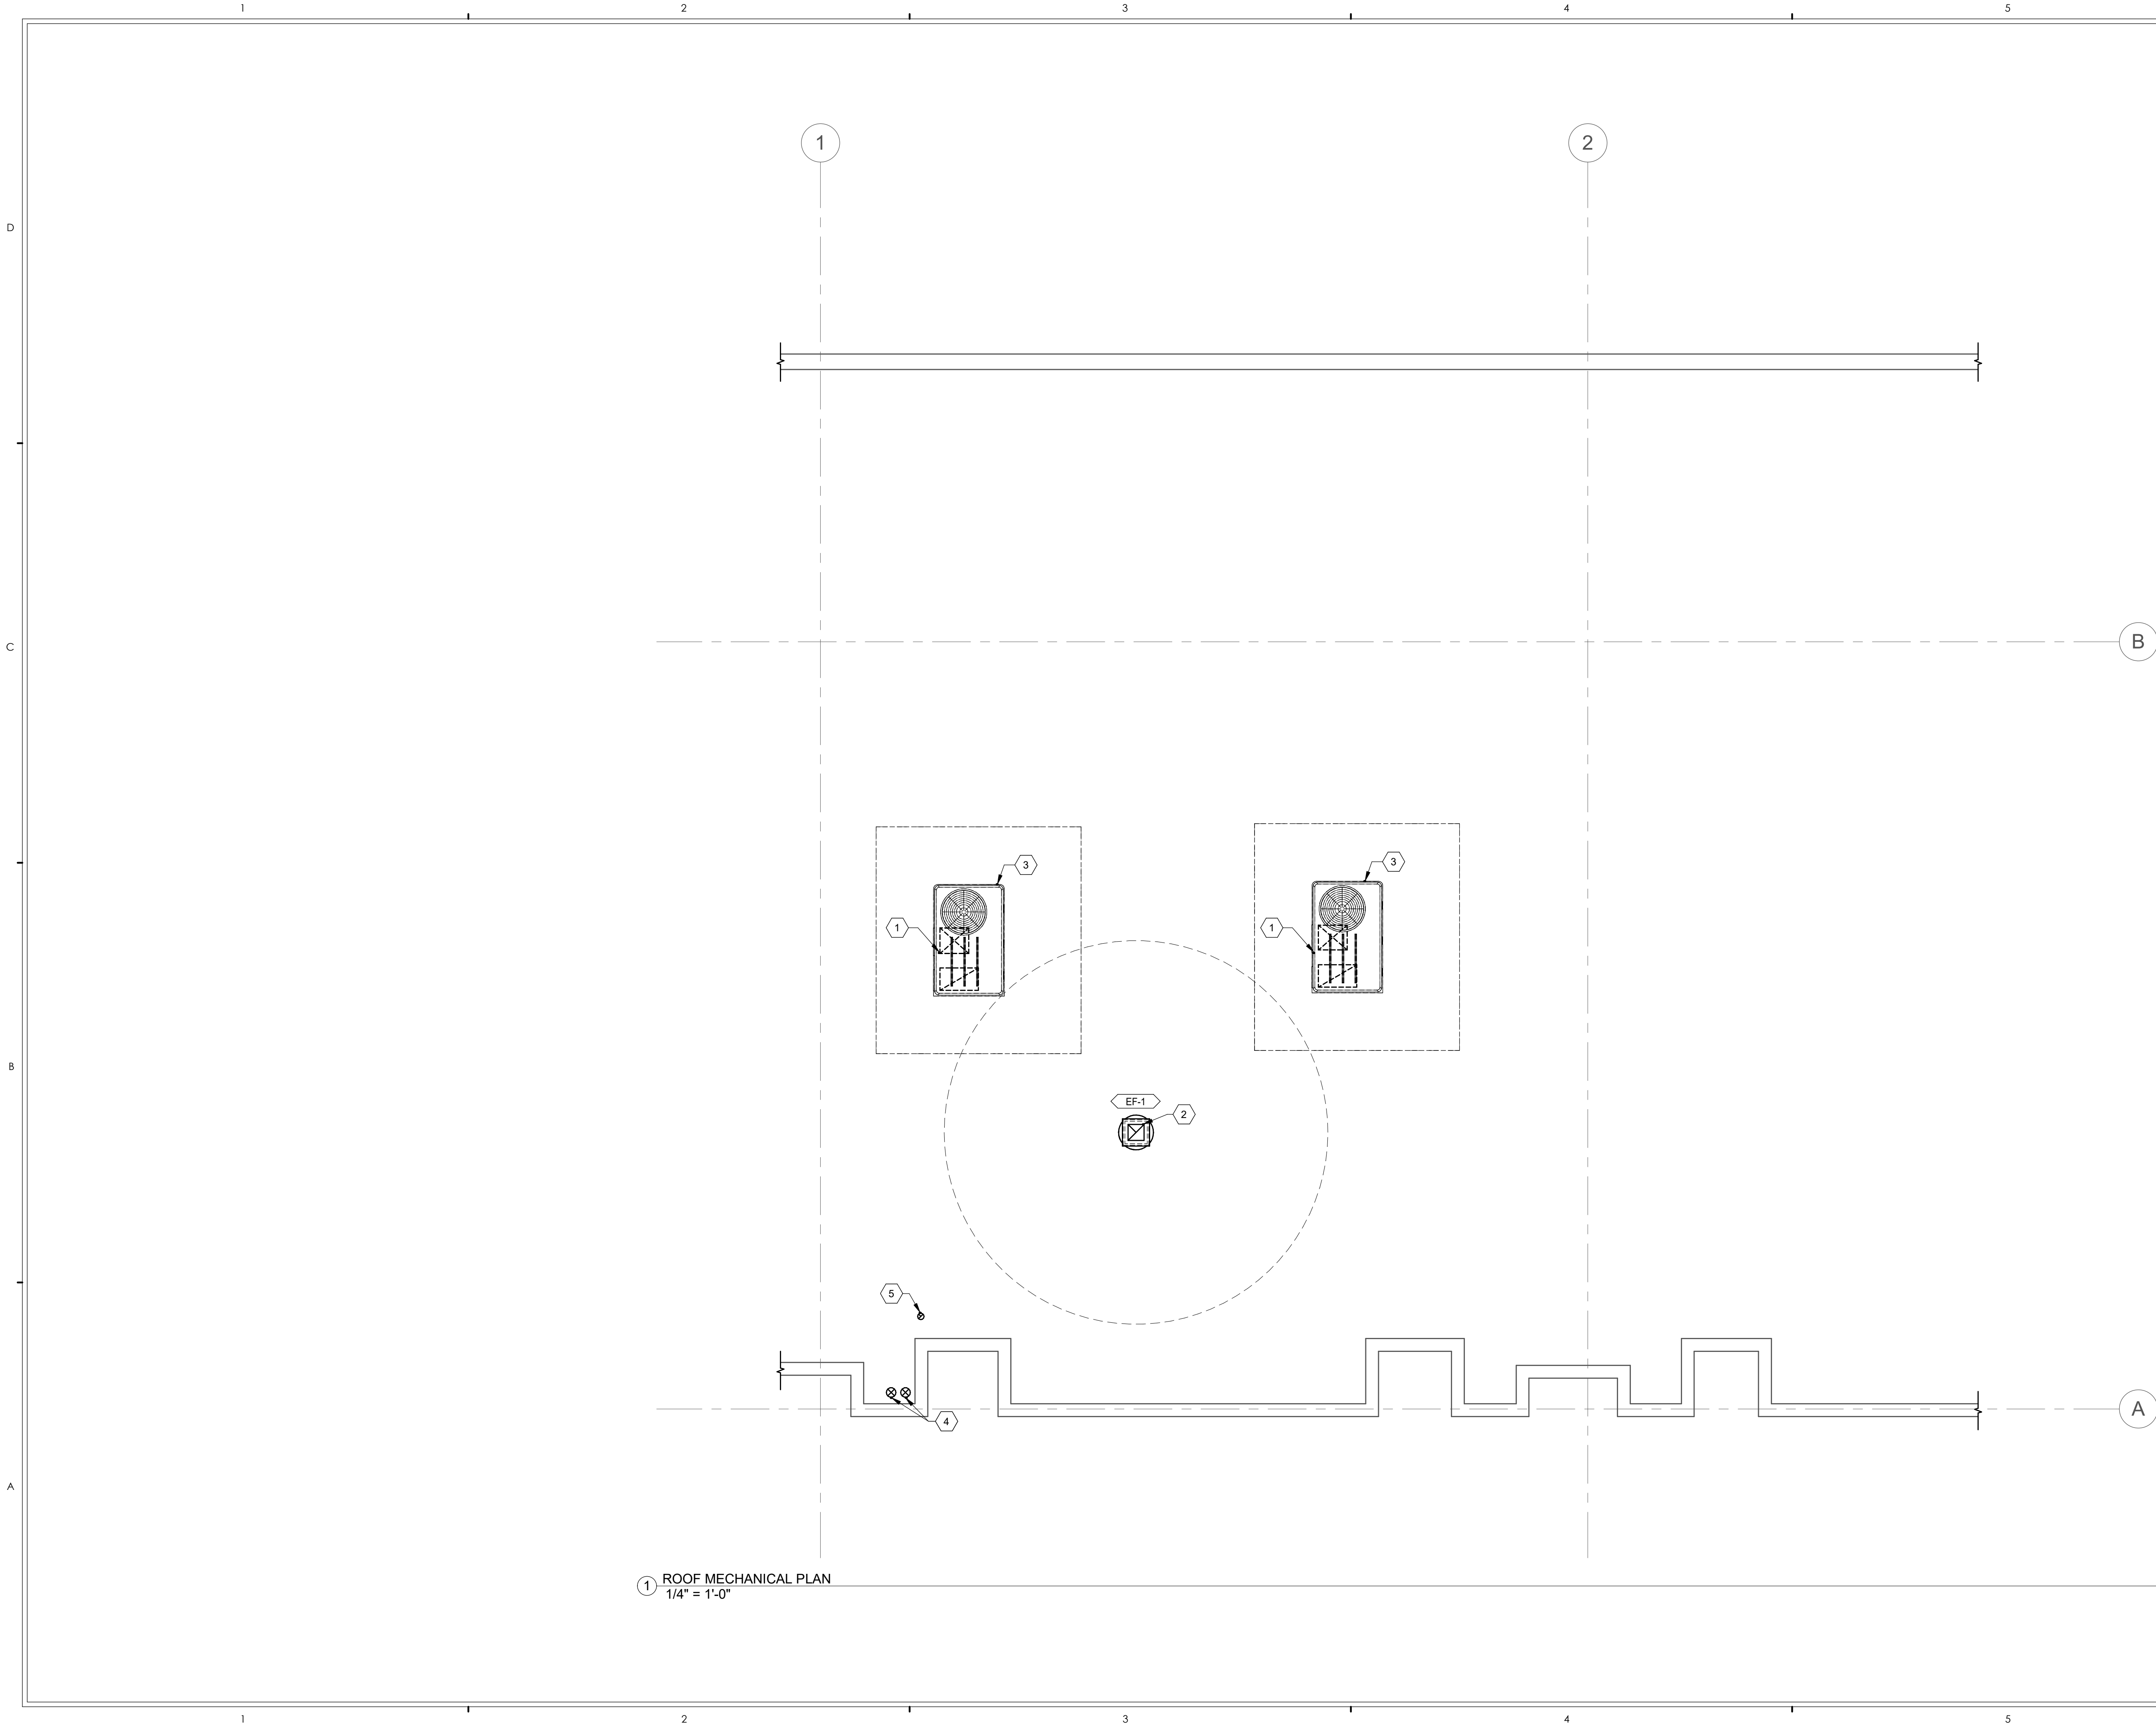 1 2 3 4 5
1 2
D
C
B
3 3
1 1
EF-1
2
B
5
4
A
A
1 ROOF MECHANICAL PLAN
1/4" = 1'-0"
1 2 3 4 5